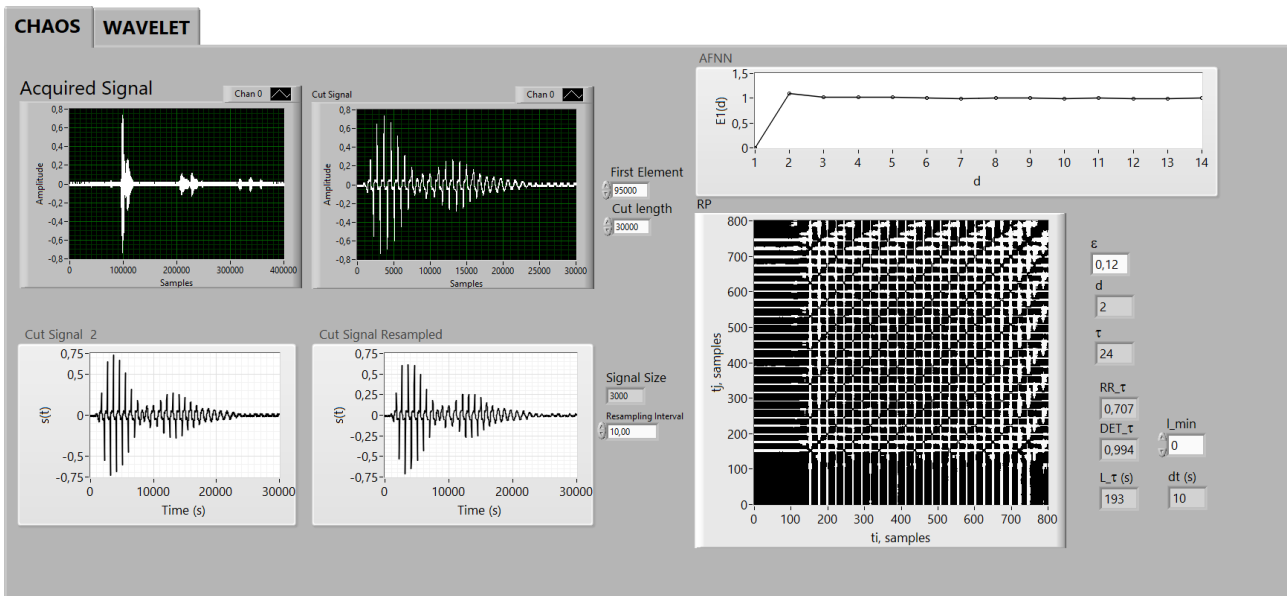 CHAOS
WAVELET
Acquired Signal
Chan 0
0,8
0,6
0,4
0,2
0
-0,2
-0,4
-0,6
-0,8
Amplitude
0 100000 200000 300000 400000
Samples
Cut Signal
Chan 0
0,8
0,6
0,4
0,2
0
-0,2
-0,4
-0,6
-0,8
Amplitude
0 5000 10000 15000 20000 25000 30000
Samples
First Element
95000
Cut length
30000
AFNN
1,5
1
0,5
0
E1(d)
1 2 3 4 5 6 7 8 9 10 11 12 13 14
d
Cut Signal 2
0,75
0,5
0,25
0
-0,25
-0,5
-0,75
s(t)
0 10000 20000 30000
Time (s)
Cut Signal Resampled
0,75
0,5
0,25
0
-0,25
-0,5
-0,75
s(t)
0 10000 20000 30000
Time (s)
Signal Size
3000
Resampling Interval
10,00
RP
800
700
600
500
400
300
200
100
0
tj, samples
0 100 200 300 400 500 600 700 800
ti, samples
ε
0,12
d
2
τ
24
RR_τ
0,707
DET_τ
0,994
l_min
0
L_τ (s)
193
dt (s)
10